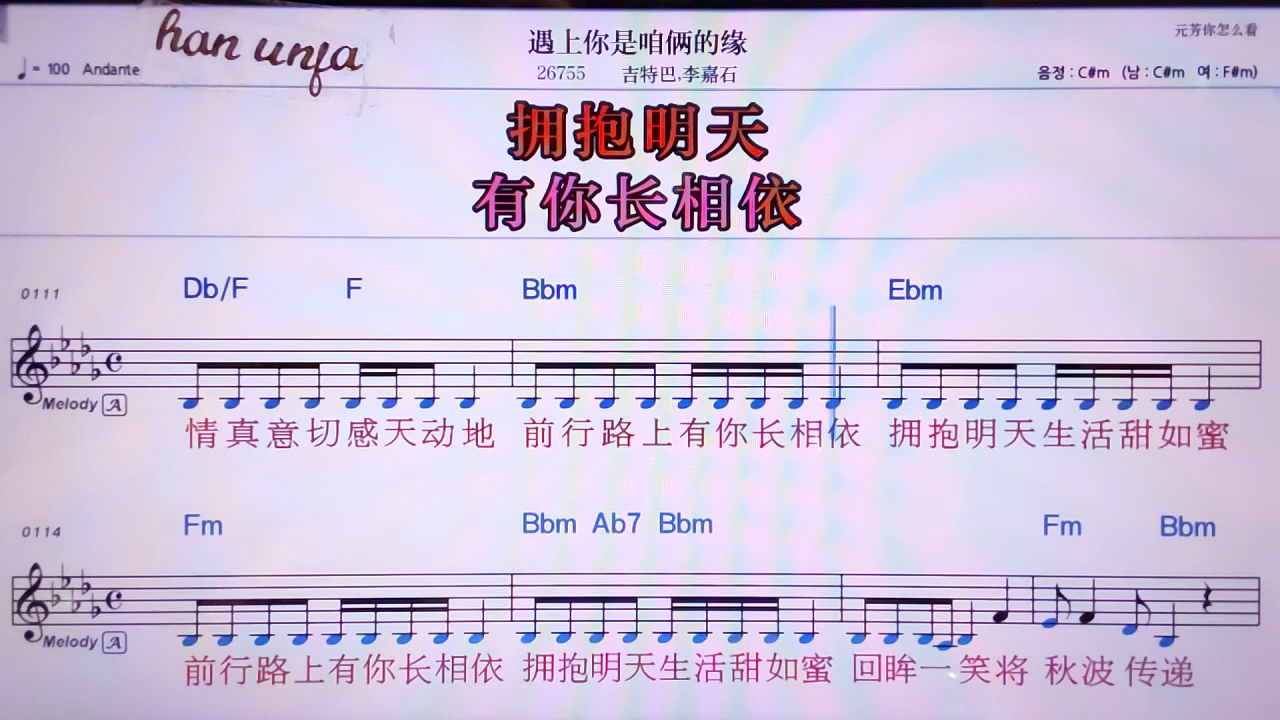 han unfa
遇上你是咱俩的缘
元芳你怎么看
= 100 Andante
26755 吉特巴,李嘉石
음정 : C#m (남 : C#m 여 : F#m)
拥抱明天
有你长相依
0111
Db/F F Bbm Ebm
Melody A
情真意切感天动地 前行路上有你长相依 拥抱明天生活甜如蜜
0114
Fm Bbm Ab7 Bbm Fm Bbm
Melody A
前行路上有你长相依 拥抱明天生活甜如蜜 回眸一笑将 秋波传递